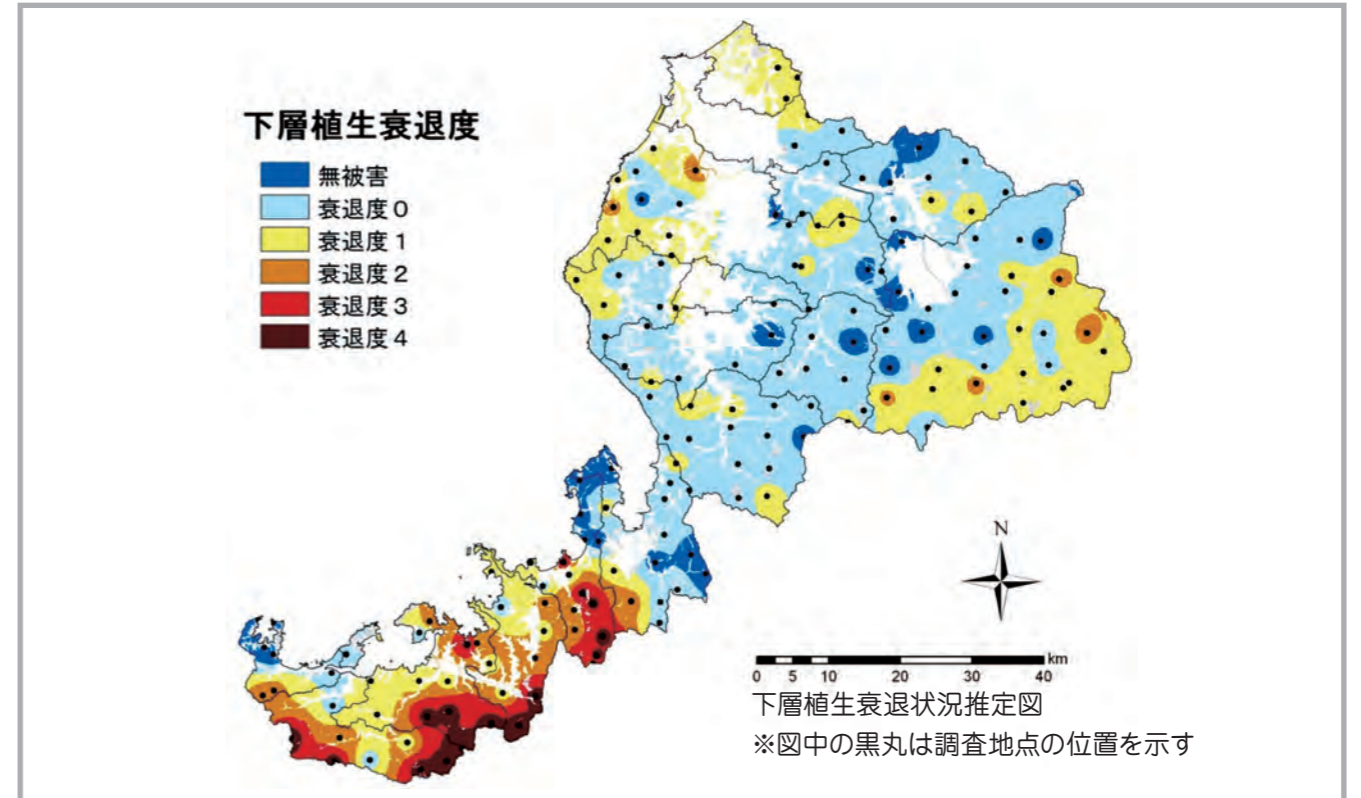 下層植生衰退度
無被害
衰退度０
衰退度１
衰退度２
衰退度３
衰退度４
N
km
0 5 10 20 30 40
下層植生衰退状況推定図
※図中の黒丸は調査地点の位置を示す